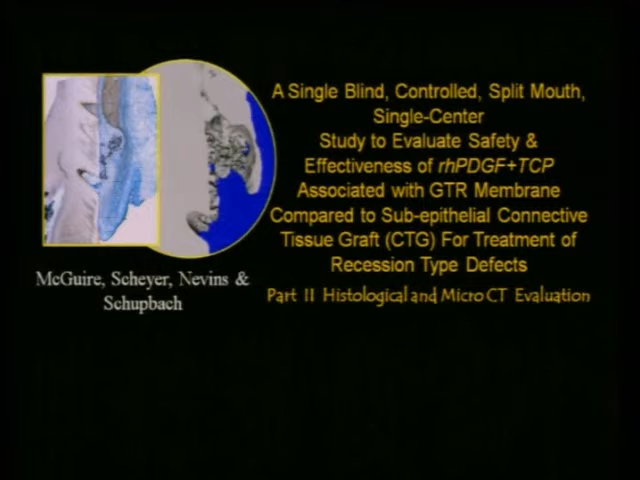 A Single Blind, Controlled, Split Mouth,
Single-Center
Study to Evaluate Safety &
Effectiveness of rhPDGF+TCP
Associated with GTR Membrane
Compared to Sub-epithelial Connective
Tissue Graft (CTG) For Treatment of
Recession Type Defects
Part II Histological and Micro CT Evaluation
McGuire, Scheyer, Nevins &
Schupbach